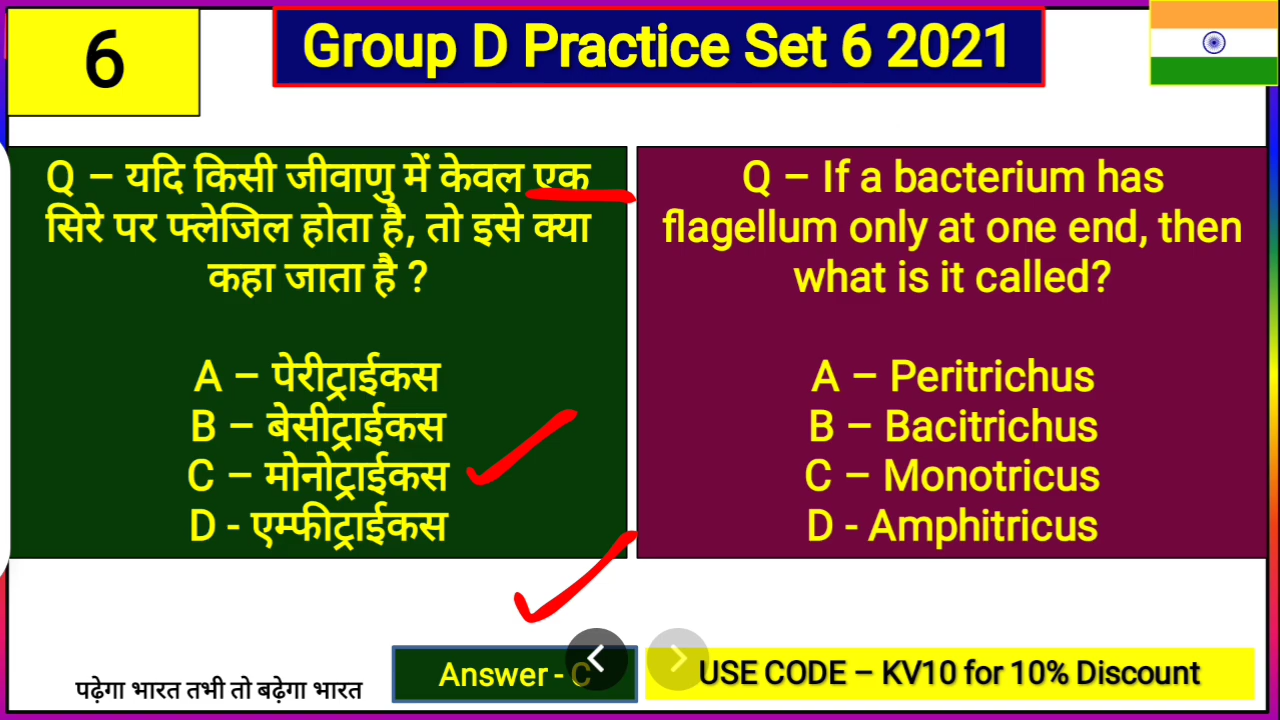 6
Group D Practice Set 6 2021
Q – यदि किसी जीवाणु में केवल एक
सिरे पर फ्लेजिल होता है, तो इसे क्या
कहा जाता है ?
A – पेरीट्राईकस
B – बेसीट्राईकस
C – मोनोट्राईकस
D - एम्फीट्राईकस
Q – If a bacterium has
flagellum only at one end, then
what is it called?
A – Peritrichus
B – Bacitrichus
C – Monotricus
D - Amphitricus
पढ़ेगा भारत तभी तो बढ़ेगा भारत
Answer - C
USE CODE – KV10 for 10% Discount